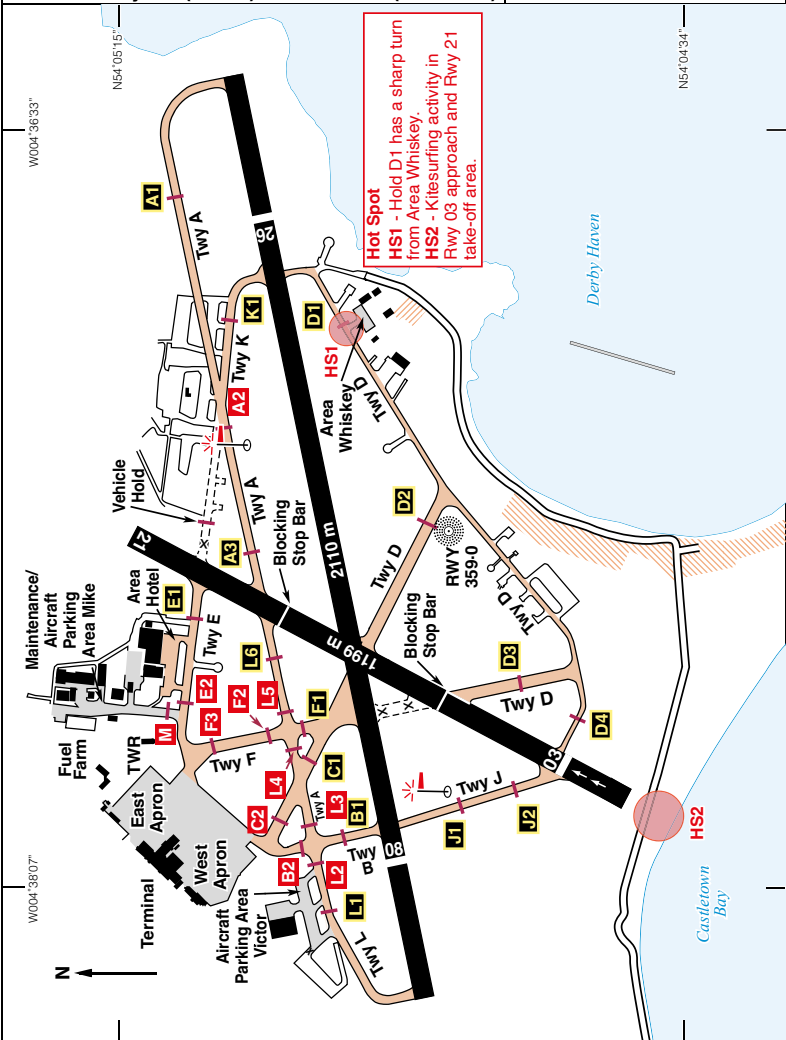 N54°05'15"
N54°04'34"
W004°36'33"
W004°38'07"
Hot Spot
HS1 - Hold D1 has a sharp turn
from Area Whiskey.
HS2 - Kitesurfing activity in
Rwy 03 approach and Rwy 21
take-off area.
Derby Haven
A1
Twy A
26
K1
Twy K
D1
HS1
A2
Area
Whiskey
Twy D
Vehicle
Hold
21
A3
Twy A
Blocking
Stop Bar
2110 m
D2
Twy D
RWY
359-0
Twy D
Maintenance/
Aircraft
Parking
Area Mike
Area
Hotel
E1
Twy E
1199 m
Blocking
Stop Bar
L6
D3
Twy D
D4
Fuel
Farm
TWR
M
E2
F3
F2
L5
F1
Twy F
L4
C1
C2
Twy A
L3
B1
Twy J
03
J1
J2
HS2
East
Apron
Terminal
West
Apron
B2
L2
Twy
B
08
Aircraft
Parking Area
Victor
L1
Twy L
Castletown
Bay
N